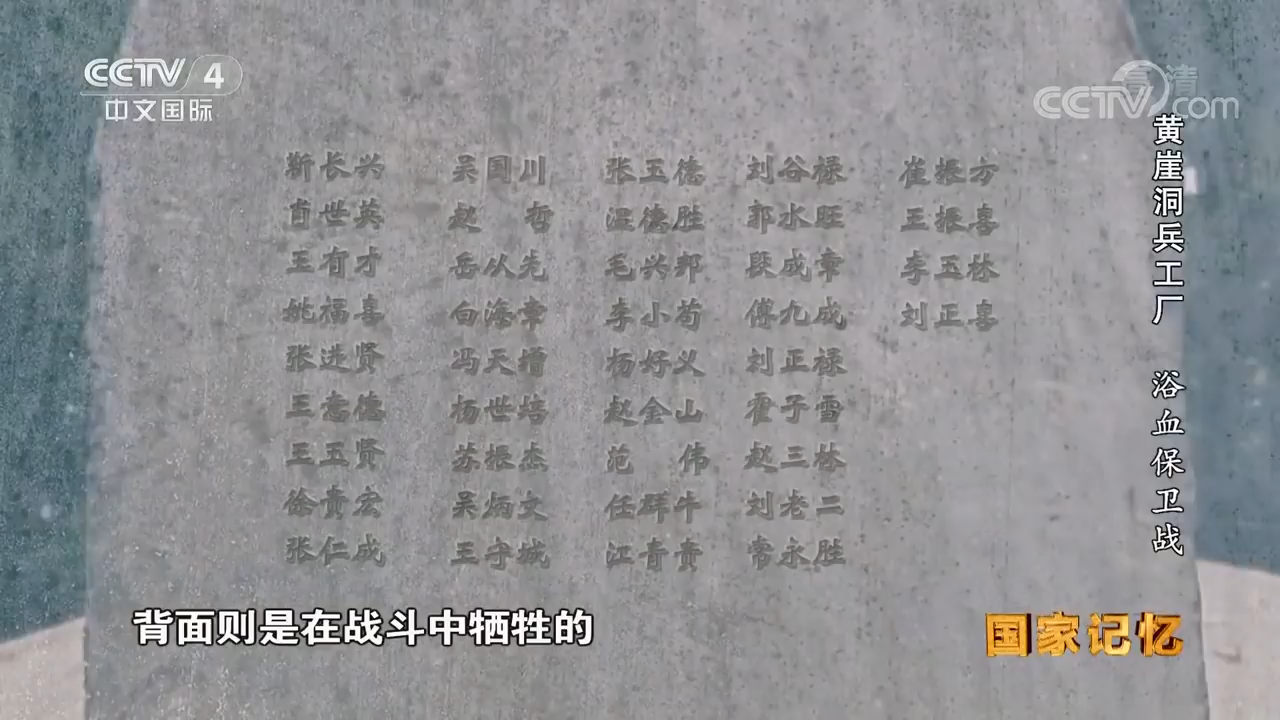 CCTV 4
中文国际
高清
CCTV.com
黄崖洞兵工厂 浴血保卫战
靳长兴 吴国川 张玉德 刘谷禄 崔振方
肖世英 赵 哲 温德胜 郭水旺 王振喜
王有才 岳从先 毛兴邦 段成章 李玉林
姚福喜 白海常 李小苟 傅九成 刘正喜
张进贤 冯天增 杨好义 刘正禄
王德 杨世培 赵金山 霍子雪
王玉贤 苏振杰 范 伟 赵三林
徐贵宏 吴炳文 任群牛 刘老二
张仁成 王守城 江青贵 常永胜
背面则是在战斗中牺牲的
国家记忆